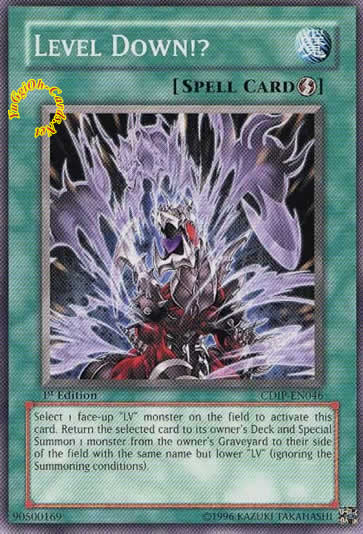 LEVEL DOWN!?
魔
[SPELL CARD]
YuGiOh-Cards.Net
1st Edition
CDIP-EN046
Select 1 face-up "LV" monster on the field to activate this
card. Return the selected card to its owner's Deck and Special
Summon 1 monster from the owner's Graveyard to their side
of the field with the same name but lower "LV" (ignoring the
Summoning conditions).
90500169
©1996 KAZUKI TAKAHASHI